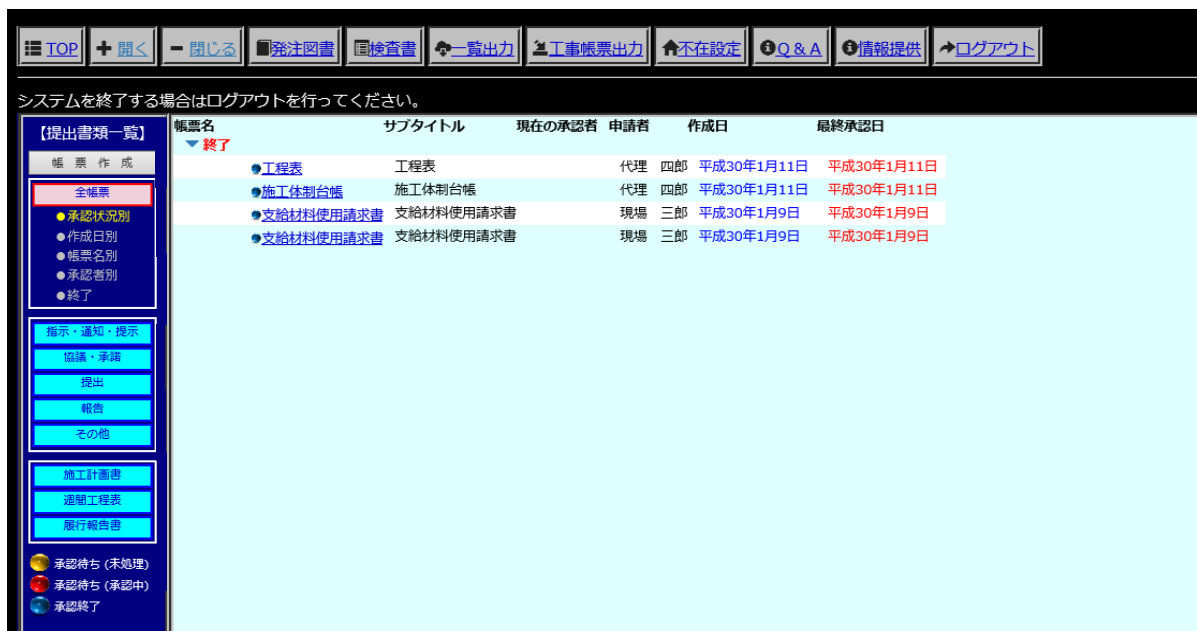 TOP 開く 閉じる 発注図書 検査書 一覧出力 工事帳票出力 不在設定 Q & A 情報提供 ログアウト
システムを終了する場合はログアウトを行ってください。
【提出書類一覧】
帳 票 作 成
全帳票
●承認状況別
●作成日別
●帳票名別
●承認者別
●終了
指示・通知・提示
協議・承諾
提出
報告
その他
施工計画書
週間工程表
履行報告書
承認待ち (未処理)
承認待ち (承認中)
承認終了
帳票名 サブタイトル 現在の承認者 申請者 作成日 最終承認日
▼終了
工程表 工程表 代理 四郎 平成30年1月11日 平成30年1月11日
施工体制台帳 施工体制台帳 代理 四郎 平成30年1月11日 平成30年1月11日
支給材料使用請求書 支給材料使用請求書 現場 三郎 平成30年1月9日 平成30年1月9日
支給材料使用請求書 支給材料使用請求書 現場 三郎 平成30年1月9日 平成30年1月9日